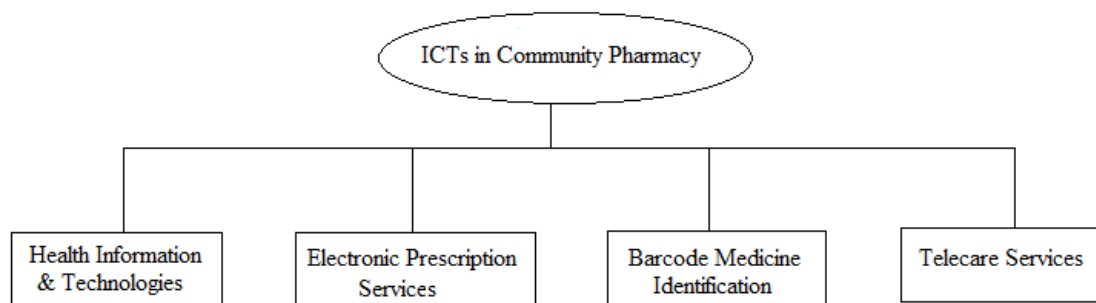 ICTs in Community Pharmacy
Health Information
& Technologies
Electronic Prescription
Services
Barcode Medicine
Identification
Telecare Services